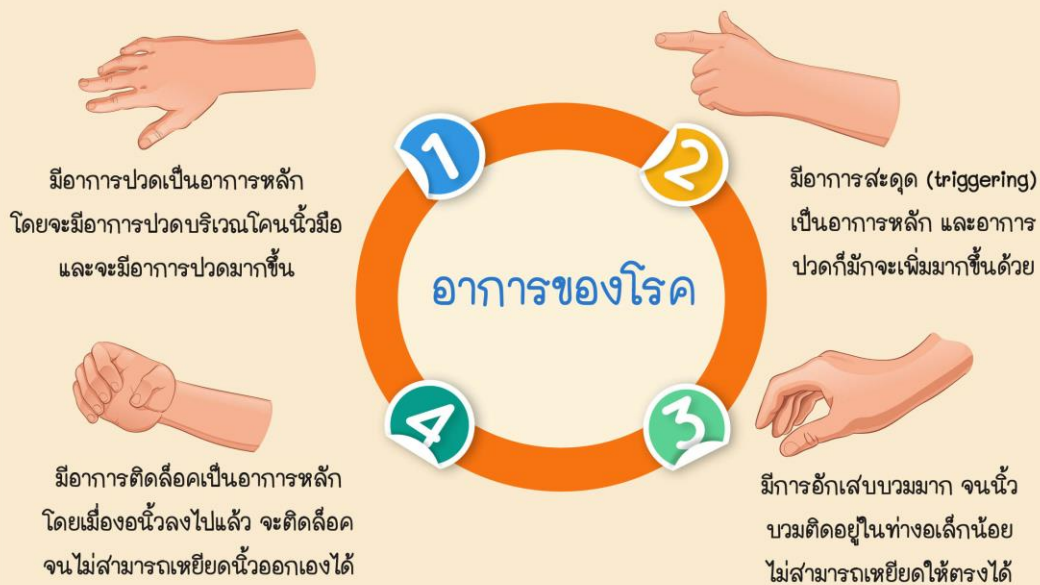 อาการของโรค
1
มีอาการปวดเป็นอาการหลัก
โดยจะมีอาการปวดบริเวณโคนนิ้วมือ
และจะมีอาการปวดมากขึ้น
2
มีอาการสะดุด (triggering)
เป็นอาการหลัก และอาการ
ปวดก็มักจะเพิ่มมากขึ้นด้วย
3
มีการอักเสบบวมมาก จนนิ้ว
บวมติดอยู่ในท่างอเล็กน้อย
ไม่สามารถเหยียดให้ตรงได้
4
มีอาการติดล็อคเป็นอาการหลัก
โดยเมื่องอนิ้วลงไปแล้ว จะติดล็อค
จนไม่สามารถเหยียดนิ้วออกเองได้